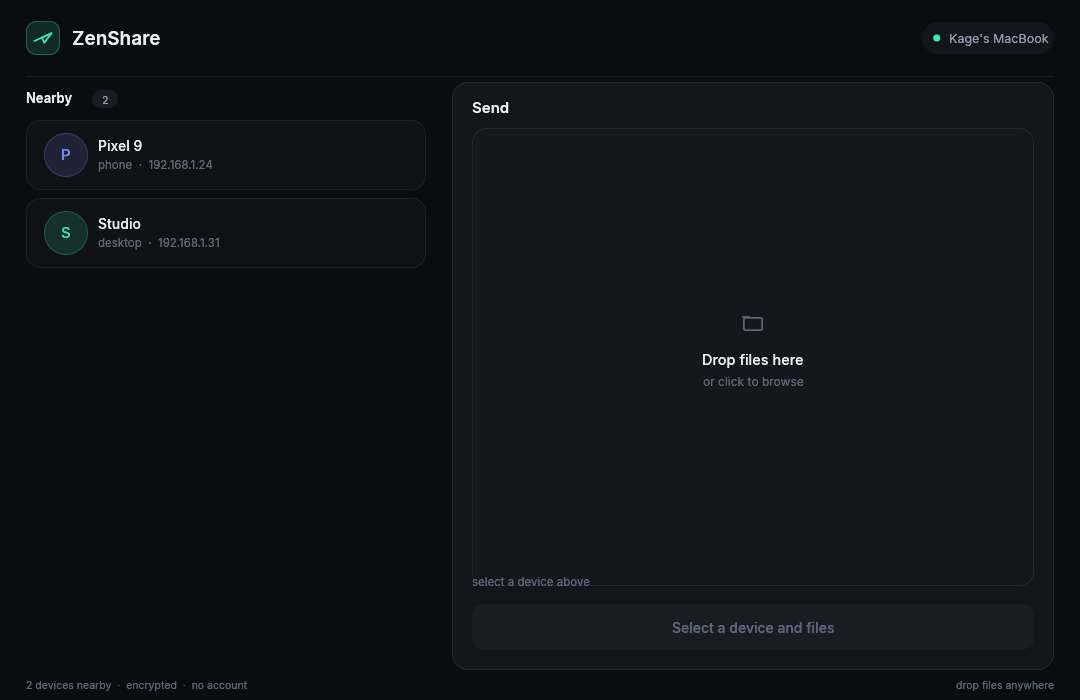 ZenShare
Kage's MacBook
Nearby 2
P
Pixel 9
phone · 192.168.1.24
S
Studio
desktop · 192.168.1.31
Send
Drop files here
or click to browse
select a device above
Select a device and files
2 devices nearby · encrypted · no account
drop files anywhere